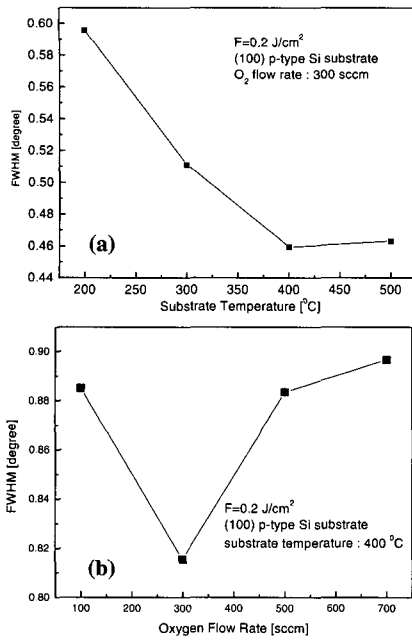 0.60
0.58
0.56
0.54
0.52
0.50
0.48
0.46
0.44
FWHM [degree]
F=0.2 J/cm²
(100) p-type Si substrate
O₂ flow rate : 300 sccm
(a)
200 250 300 350 400 450 500
Substrate Temperature [⁰C]
0.90
0.88
0.86
0.84
0.82
0.80
FWHM [degree]
F=0.2 J/cm²
(100) p-type Si substrate
substrate temperature : 400 ⁰C
(b)
100 200 300 400 500 600 700
Oxygen Flow Rate [sccm]